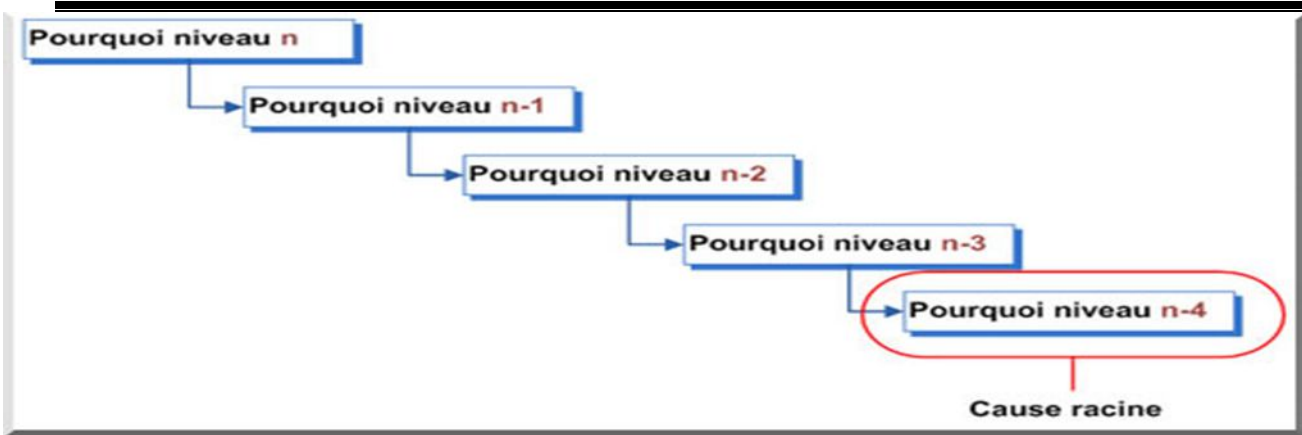 Pourquoi niveau n
Pourquoi niveau n-1
Pourquoi niveau n-2
Pourquoi niveau n-3
Pourquoi niveau n-4
Cause racine